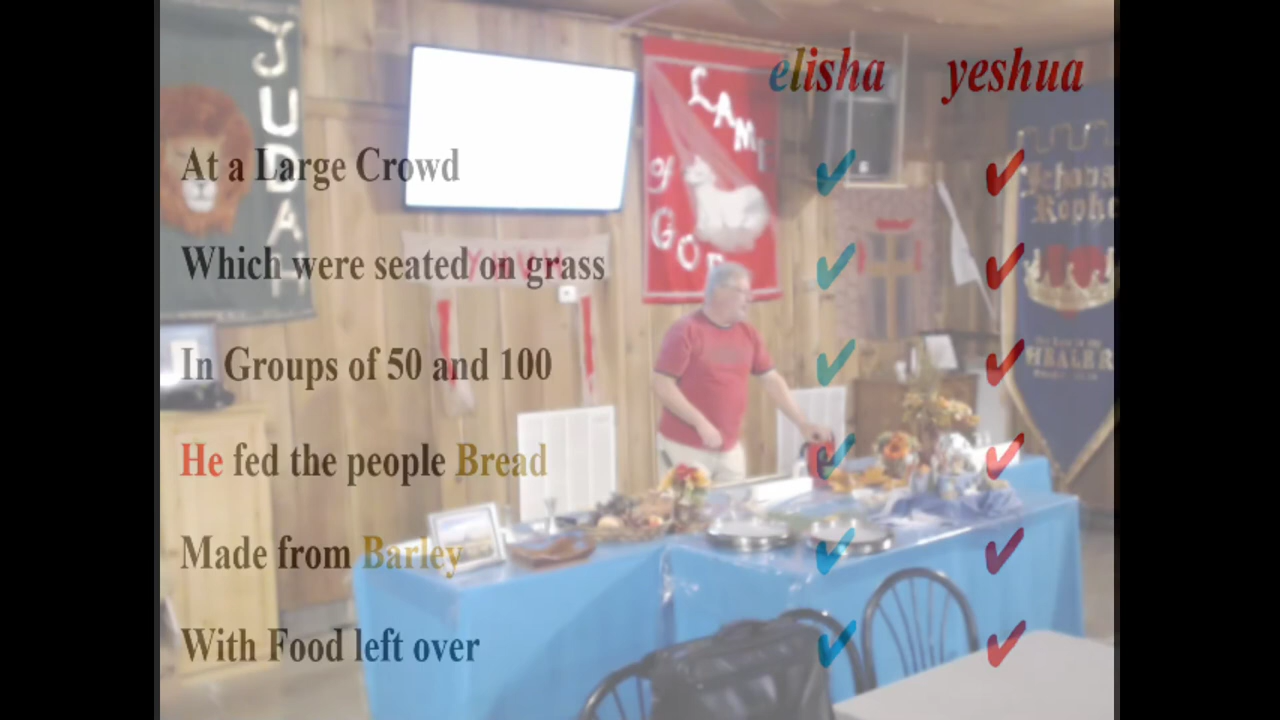 elisha yeshua
At a Large Crowd
Which were seated on grass
In Groups of 50 and 100
He fed the people Bread
Made from Barley
With Food left over
JUDAH
LAMB
of
GOD
YHWH
HEALER